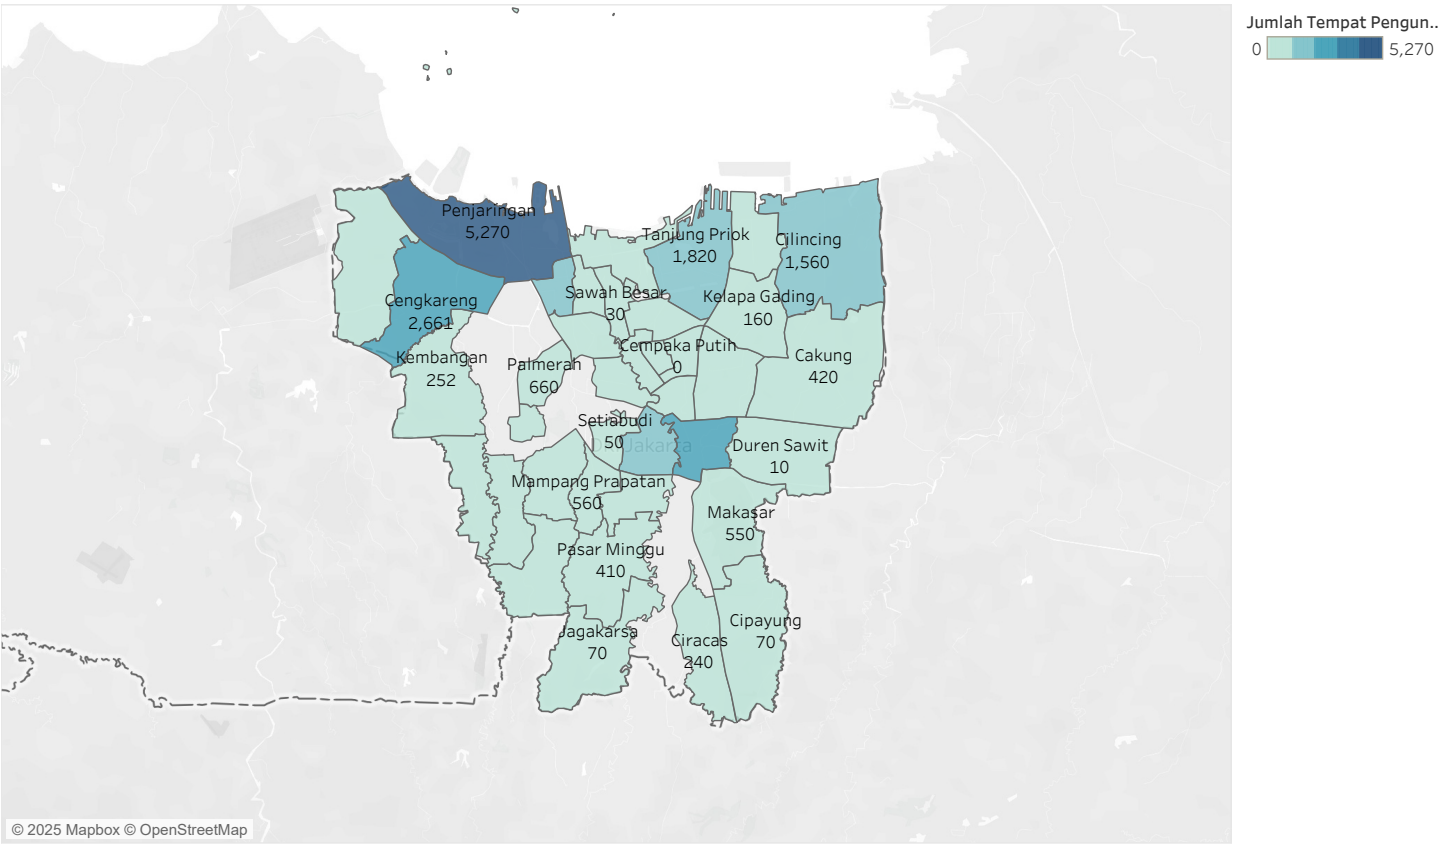 Jumlah Tempat Pengun..
0
5,270
Penjaringan
5,270
Tanjung Priok
1,820
Cilincing
1,560
Cengkareng
2,661
Sawah Besar
30
Kelapa Gading
160
Kembangan
252
Palmerah
660
Cempaka Putih
0
Cakung
420
Setiabudi
50
Jakarta
Duren Sawit
10
Mampang Prapatan
560
Makasar
550
Pasar Minggu
410
Jagakarsa
70
Ciracas
240
Cipayung
70
© 2025 Mapbox © OpenStreetMap